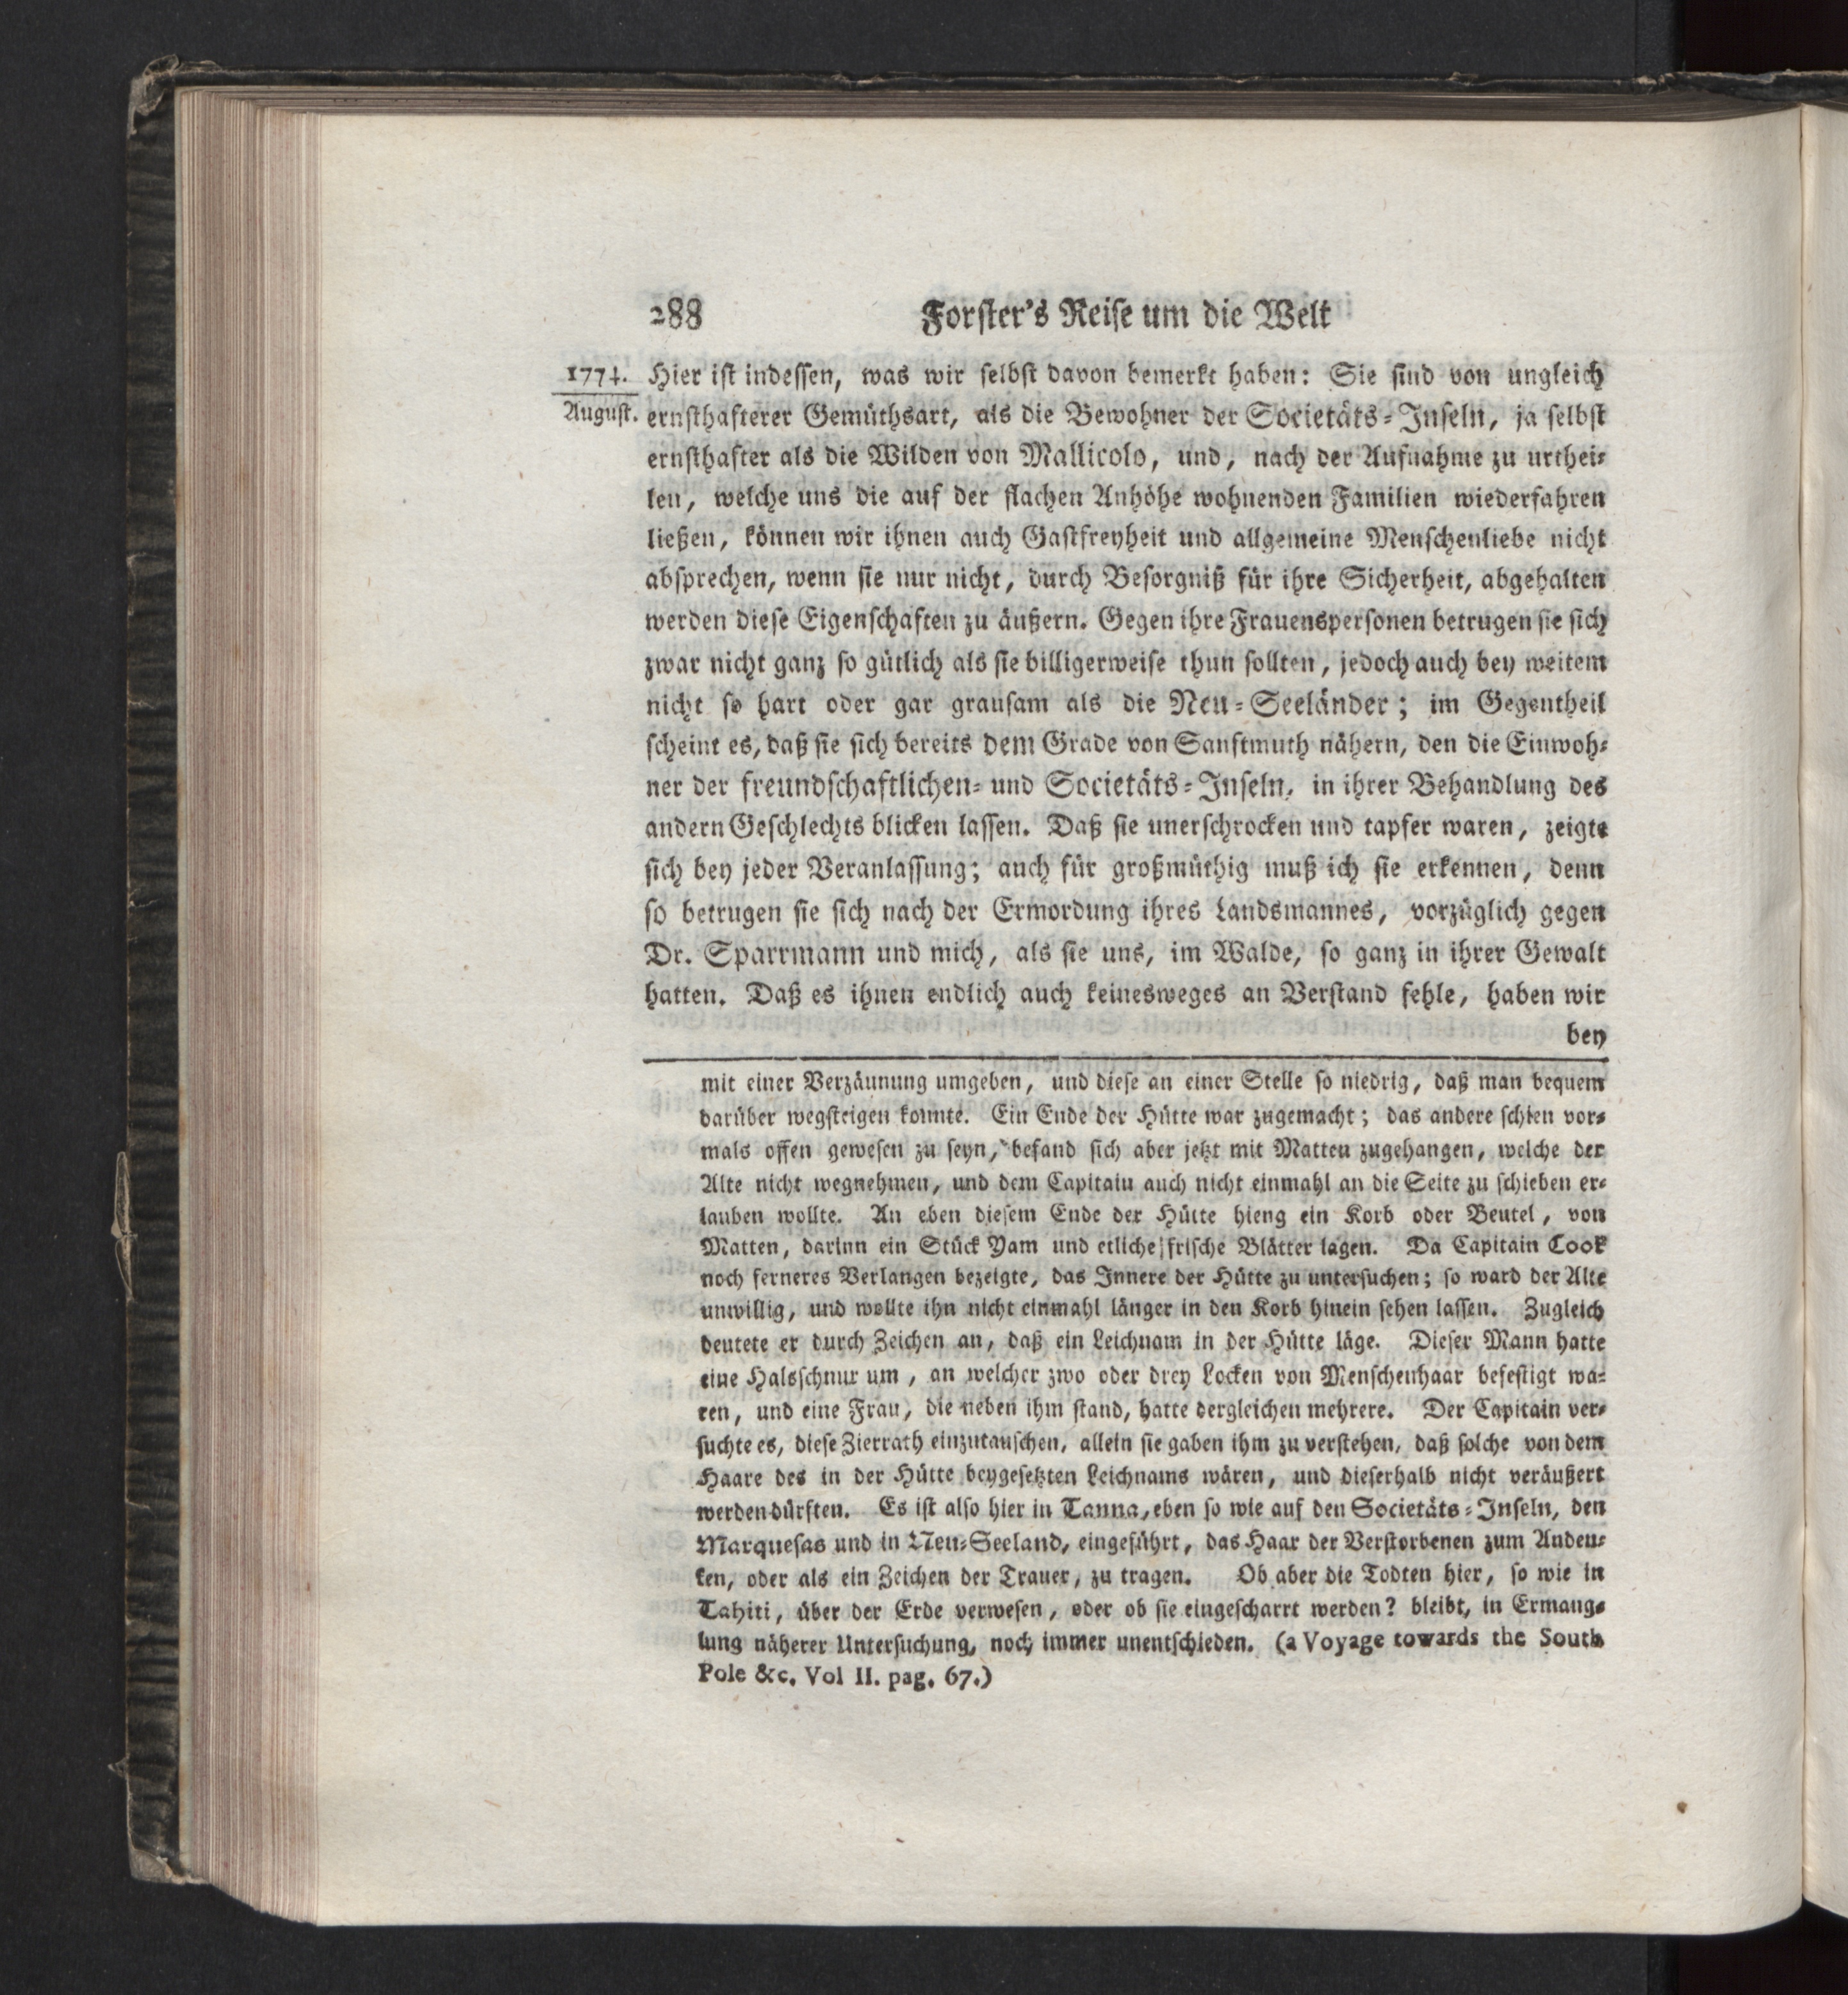 288 Forster's Reise um die Welt
1774. Hier ist indessen, was wir selbst davon bemerkt haben: Sie sind von ungleich
August. ernsthafterer Gemüthsart, als die Bewohner der Societäts-Inseln, ja selbst
ernsthafter als die Wilden von Mallicolo, und, nach der Aufnahme zu urthei-
len, welche uns die auf der flachen Anhöhe wohnenden Familien wiederfahren
ließen, können wir ihnen auch Gastfreyheit und allgemeine Menschenliebe nicht
absprechen, wenn sie nur nicht, durch Besorgniß für ihre Sicherheit, abgehalten
werden diese Eigenschaften zu äußern. Gegen ihre Frauenspersonen betrugen sie sich
zwar nicht ganz so gütlich als sie billigerweise thun sollten, jedoch auch bey weitem
nicht so hart oder gar grausam als die Neu-Seeländer; im Gegentheil
scheint es, daß sie sich bereits dem Grade von Sanftmuth nähern, den die Einwoh-
ner der freundschaftlichen- und Societäts-Inseln, in ihrer Behandlung des
andern Geschlechts blicken lassen. Daß sie unerschrocken und tapfer waren, zeigte
sich bey jeder Veranlassung; auch für großmüthig muß ich sie erkennen, denn
so betrugen sie sich nach der Ermordung ihres Landsmannes, vorzüglich gegen
Dr. Sparrmann und mich, als sie uns, im Walde, so ganz in ihrer Gewalt
hatten. Daß es ihnen endlich auch keinesweges an Verstand fehle, haben wir
bey
mit einer Verzäunung umgeben, und diese an einer Stelle so niedrig, daß man bequem
darüber wegsteigen konnte. Ein Ende der Hütte war zugemacht; das andere schien vor-
mals offen gewesen zu seyn, befand sich aber jetzt mit Matten zugehangen, welche der
Alte nicht wegnehmen, und dem Capitain auch nicht einmahl an die Seite zu schieben er-
lauben wollte. An eben diesem Ende der Hütte hieng ein Korb oder Beutel, von
Matten, darinn ein Stück Yam und etliche frische Blätter lagen. Da Capitain Cook
noch ferneres Verlangen bezeigte, das Innere der Hütte zu untersuchen; so ward der Alte
unwillig, und wollte ihn nicht einmahl länger in den Korb hinein sehen lassen. Zugleich
deutete er durch Zeichen an, daß ein Leichnam in der Hütte läge. Dieser Mann hatte
eine Halsschnur um, an welcher zwo oder drey Locken von Menschenhaar befestigt wa-
ren, und eine Frau, die neben ihm stand, hatte dergleichen mehrere. Der Capitain ver-
suchte es, diese Zierrath einzutauschen, allein sie gaben ihm zu verstehen, daß solche von dem
Haare des in der Hütte beygesetzten Leichnams wären, und dieserhalb nicht veräußert
werden dürften. Es ist also hier in Tanna, eben so wie auf den Societäts-Inseln, den
Marquesas und in Neu-Seeland, eingeführt, das Haar der Verstorbenen zum Anden-
ken, oder als ein Zeichen der Trauer, zu tragen. Ob aber die Todten hier, so wie in
Tahiti, über der Erde verwesen, oder ob sie eingescharrt werden? bleibt, in Ermang-
lung näherer Untersuchung, noch immer unentschieden. (a Voyage towards the South
Pole &c. Vol II. pag. 67.)